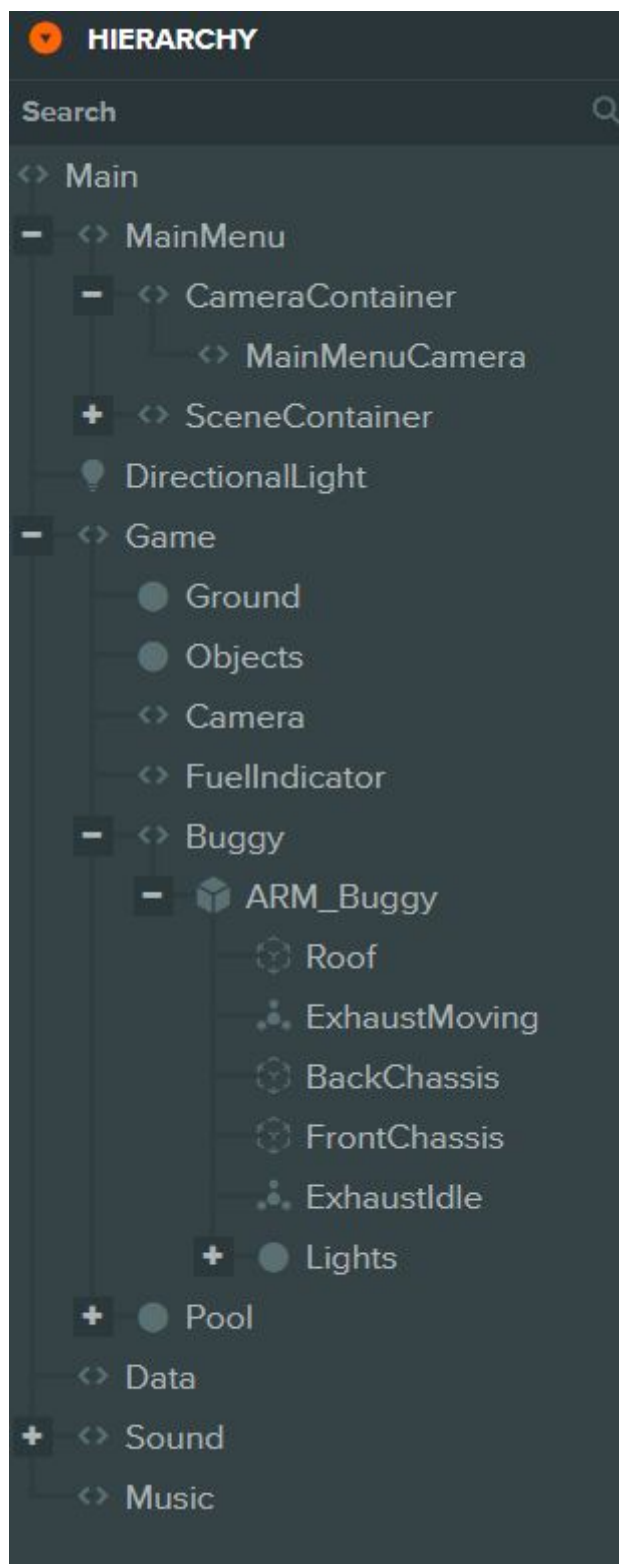 HIERARCHY
Search
Main
MainMenu
CameraContainer
MainMenuCamera
SceneContainer
DirectionalLight
Game
Ground
Objects
Camera
FuelIndicator
Buggy
ARM_Buggy
Roof
ExhaustMoving
BackChassis
FrontChassis
ExhaustIdle
Lights
Pool
Data
Sound
Music